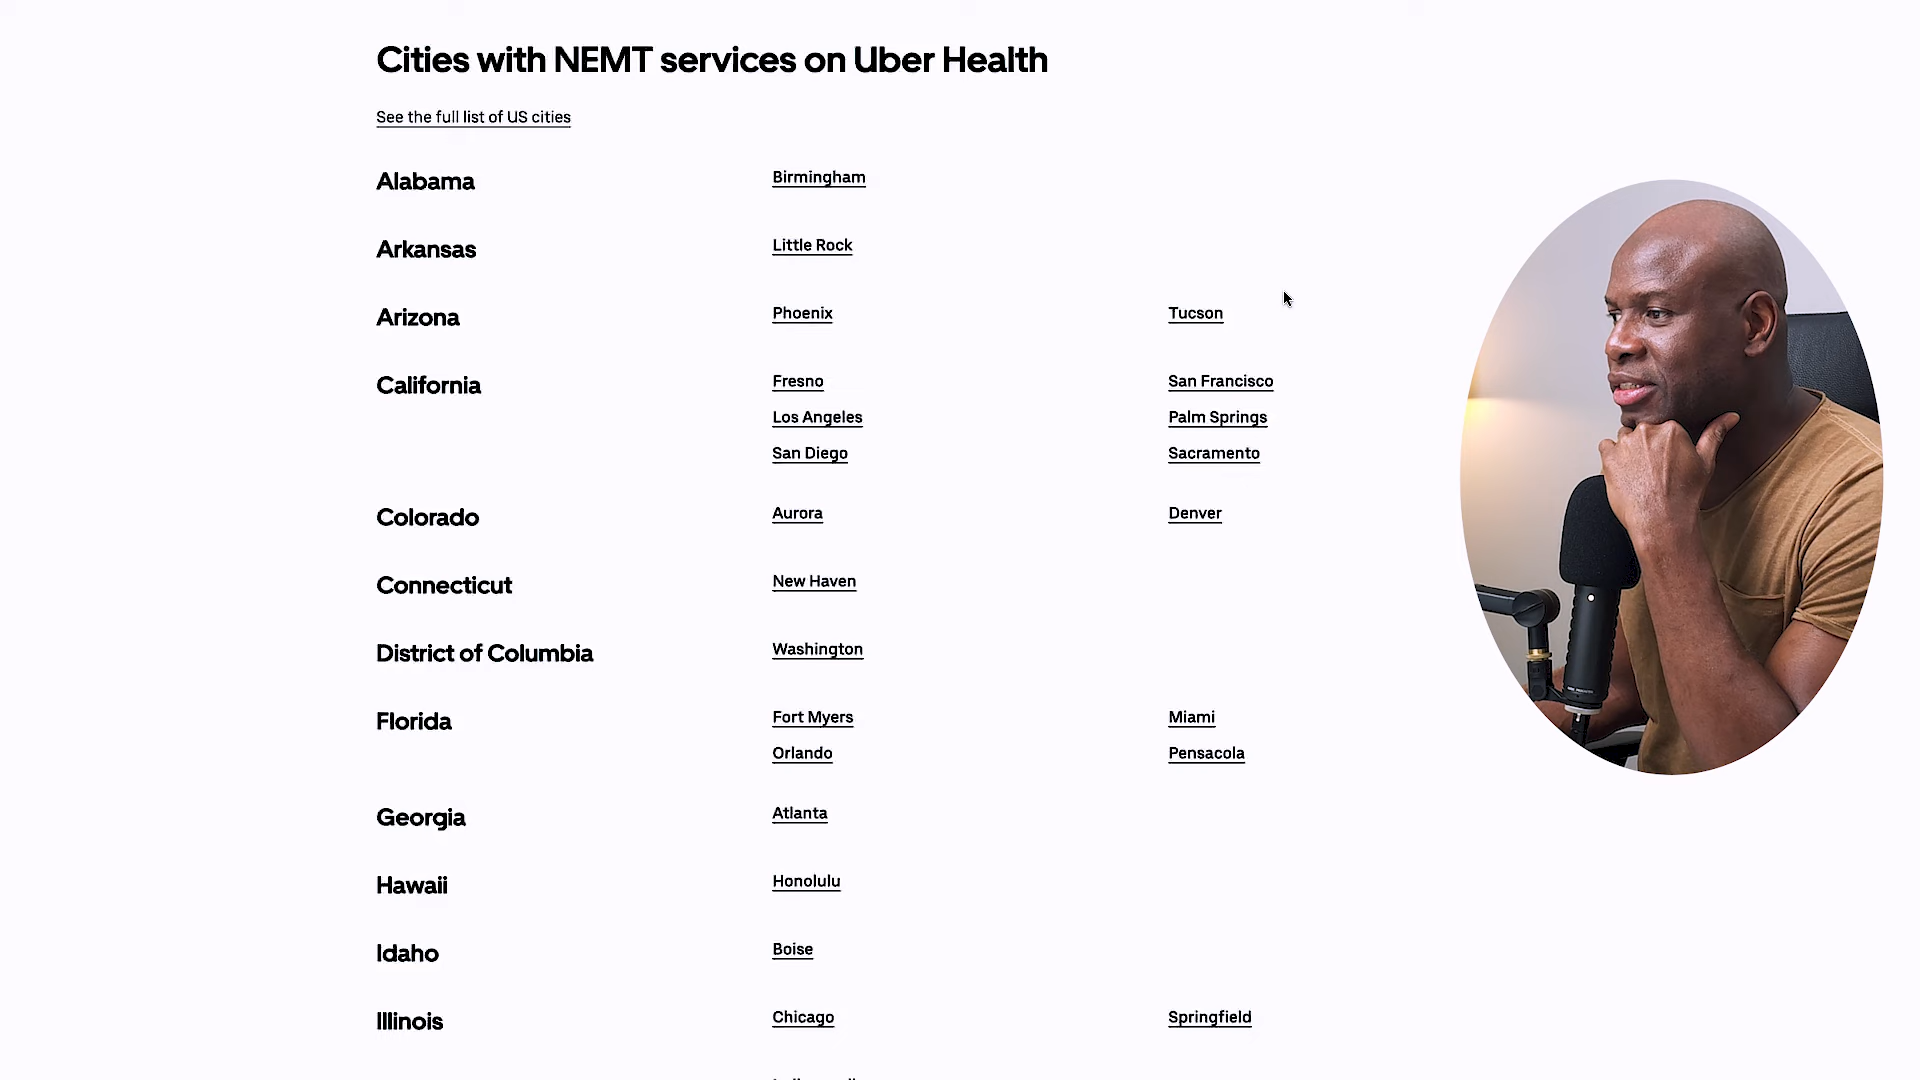 Cities with NEMT services on Uber Health
See the full list of US cities
Alabama Birmingham
Arkansas Little Rock
Arizona Phoenix Tucson
California Fresno San Francisco
Los Angeles Palm Springs
San Diego Sacramento
Colorado Aurora Denver
Connecticut New Haven
District of Columbia Washington
Florida Fort Myers Miami
Orlando Pensacola
Georgia Atlanta
Hawaii Honolulu
Idaho Boise
Illinois Chicago Springfield